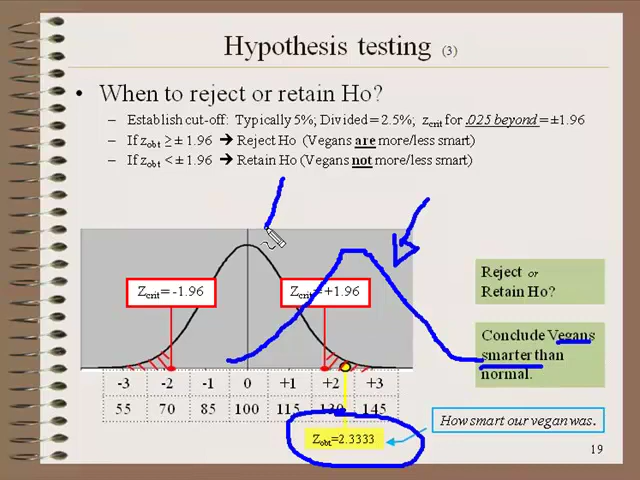 Hypothesis testing (3)
• When to reject or retain Ho?
– Establish cut-off: Typically 5%; Divided = 2.5%; zcrit for .025 beyond = ±1.96
– If zobt ≥ ± 1.96 → Reject Ho (Vegans are more/less smart)
– If zobt < ± 1.96 → Retain Ho (Vegans not more/less smart)
Zcrit = -1.96
Zcrit = +1.96
Reject or
Retain Ho?
Conclude Vegans
smarter than
normal.
-3 -2 -1 0 +1 +2 +3
55 70 85 100 115 130 145
How smart our vegan was.
Zobt=2.3333
19